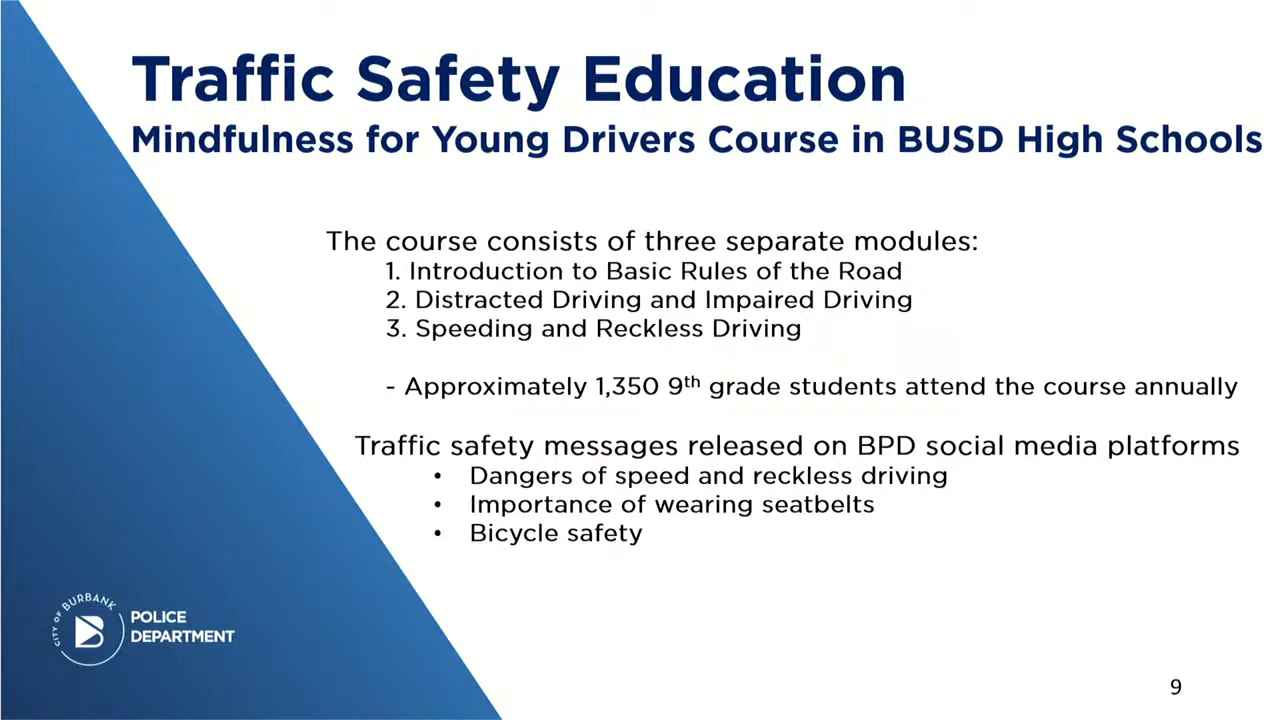 Traffic Safety Education
Mindfulness for Young Drivers Course in BUSD High Schools
The course consists of three separate modules:
1. Introduction to Basic Rules of the Road
2. Distracted Driving and Impaired Driving
3. Speeding and Reckless Driving
- Approximately 1,350 9th grade students attend the course annually
Traffic safety messages released on BPD social media platforms
• Dangers of speed and reckless driving
• Importance of wearing seatbelts
• Bicycle safety
CITY OF BURBANK
POLICE
DEPARTMENT
9